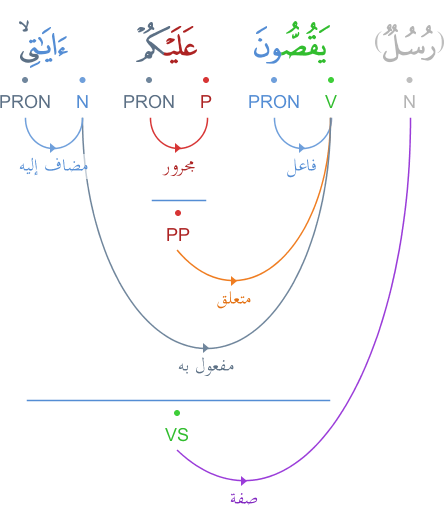 (رُسُلٌ) يَقُصُّونَ عَلَيْكُمْ ءَايَٰتِى ۙ
N V PRON P PRON N PRON
فاعل مجرور مضاف إليه
PP
متعلق
مفعول به
VS
صفة